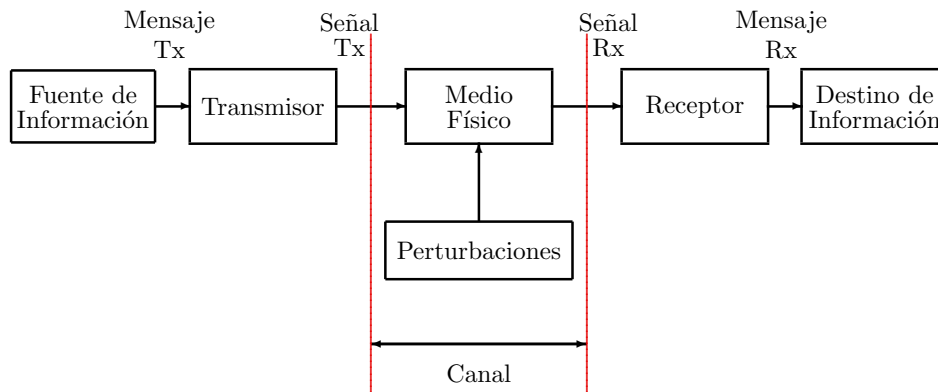 Mensaje
Tx
Señal
Tx
Señal
Rx
Mensaje
Rx
Fuente de
Información
Transmisor
Medio
Físico
Receptor
Destino de
Información
Perturbaciones
Canal